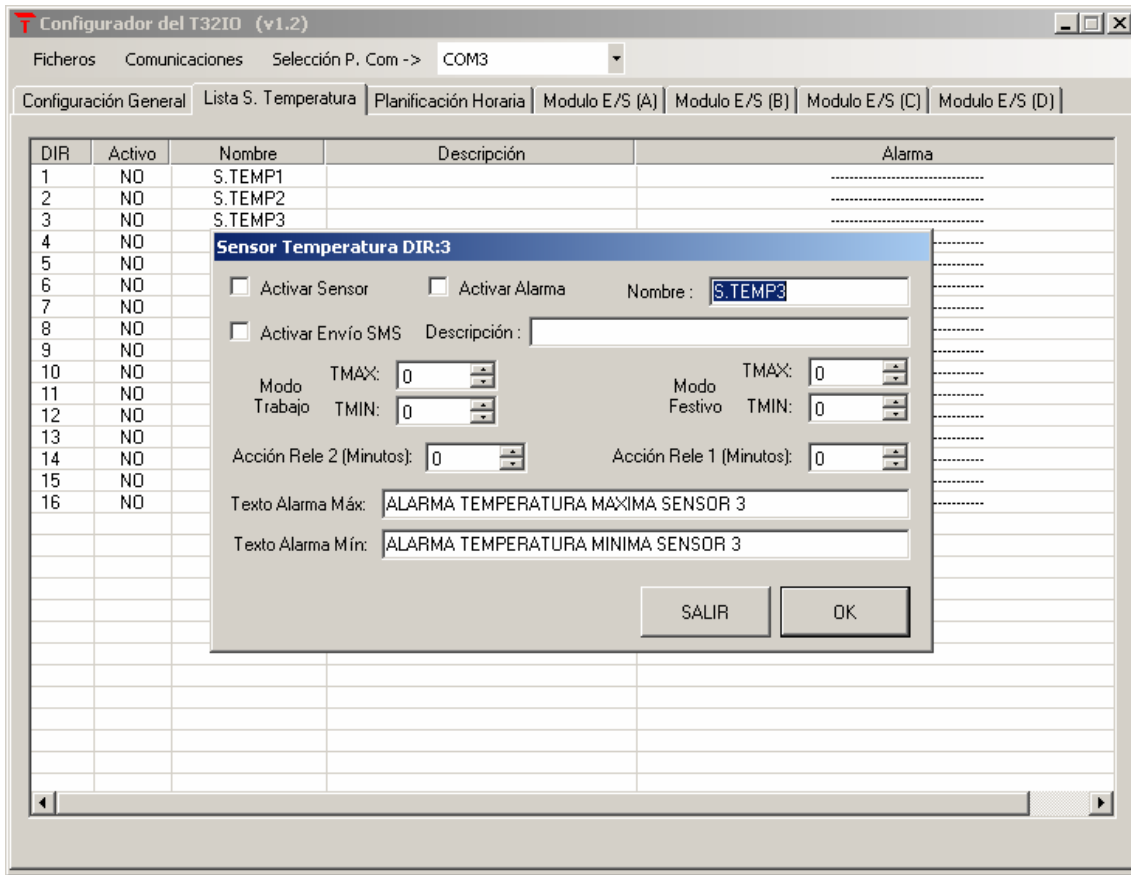 Configurador del T32IO (v1.2)
Ficheros Comunicaciones Selección P. Com -> COM3
Configuración General Lista S. Temperatura Planificación Horaria Modulo E/S (A) Modulo E/S (B) Modulo E/S (C) Modulo E/S (D)
DIR Activo Nombre Descripción Alarma
1 NO S.TEMP1 --------------------------------
2 NO S.TEMP2 --------------------------------
3 NO S.TEMP3 --------------------------------
4 NO
5 NO
6 NO
7 NO
8 NO
9 NO
10 NO
11 NO
12 NO
13 NO
14 NO
15 NO
16 NO
Sensor Temperatura DIR:3
Activar Sensor Activar Alarma Nombre : S.TEMP3
Activar Envío SMS Descripción :
Modo Trabajo TMAX: 0 TMIN: 0
Modo Festivo TMAX: 0 TMIN: 0
Acción Rele 2 (Minutos): 0 Acción Rele 1 (Minutos): 0
Texto Alarma Máx: ALARMA TEMPERATURA MAXIMA SENSOR 3
Texto Alarma Mín: ALARMA TEMPERATURA MINIMA SENSOR 3
SALIR OK